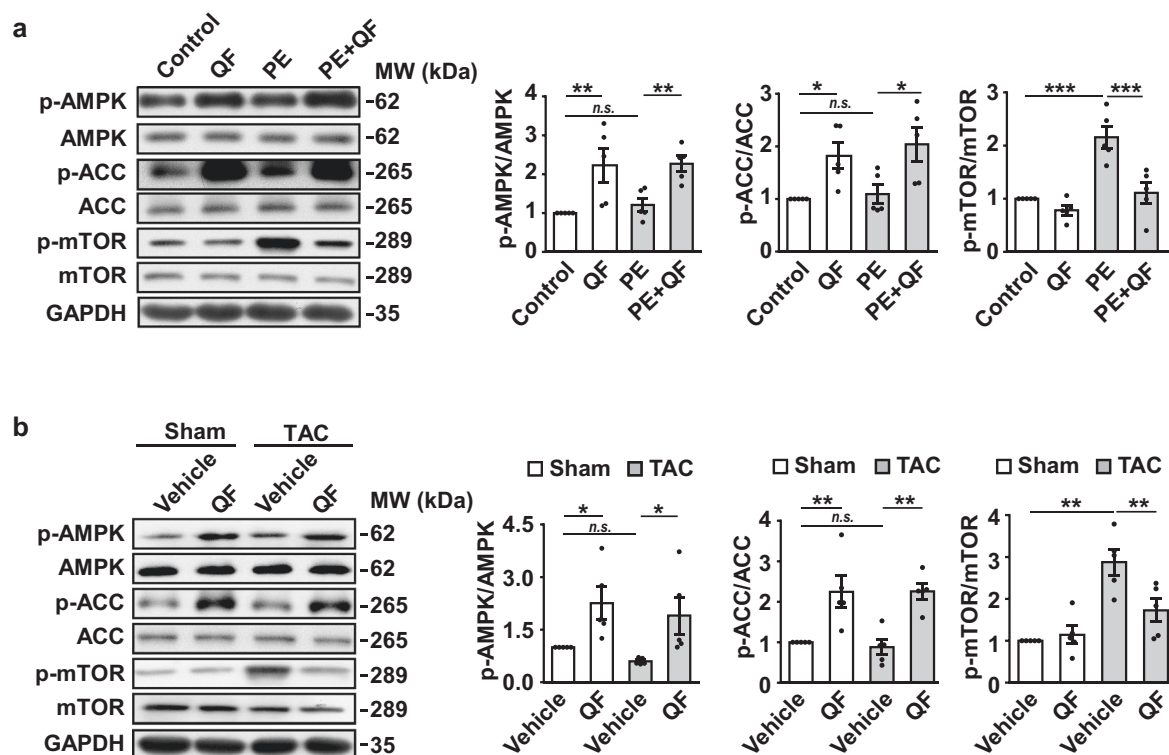 a
Control QF PE PE+QF MW (kDa)
p-AMPK -62
AMPK -62
p-ACC -265
ACC -265
p-mTOR -289
mTOR -289
GAPDH -35
p-AMPK/AMPK
4
3
2
1
0
** **
n.s.
Control QF PE PE+QF
p-ACC/ACC
3
2
1
0
* *
n.s.
Control QF PE PE+QF
p-mTOR/mTOR
3
2
1
0
*** ***
Control QF PE PE+QF
b
Sham TAC
Vehicle QF Vehicle QF MW (kDa)
p-AMPK -62
AMPK -62
p-ACC -265
ACC -265
p-mTOR -289
mTOR -289
GAPDH -35
Sham TAC
p-AMPK/AMPK
4.5
3.0
1.5
0.0
* *
n.s.
Vehicle QF Vehicle QF
Sham TAC
p-ACC/ACC
4
3
2
1
0
** **
n.s.
Vehicle QF Vehicle QF
Sham TAC
p-mTOR/mTOR
4
3
2
1
0
** **
Vehicle QF Vehicle QF